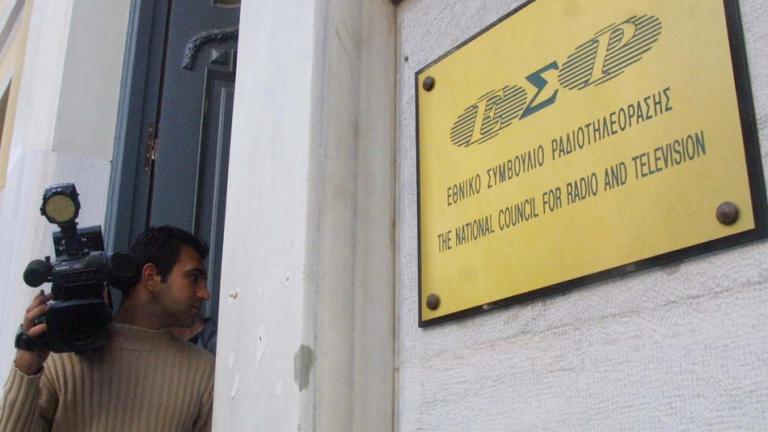 ΕΣΡ
ΕΘΝΙΚΟ ΣΥΜΒΟΥΛΙΟ ΡΑΔΙΟΤΗΛΕΟΡΑΣΗΣ
THE NATIONAL COUNCIL FOR RADIO AND TELEVISION